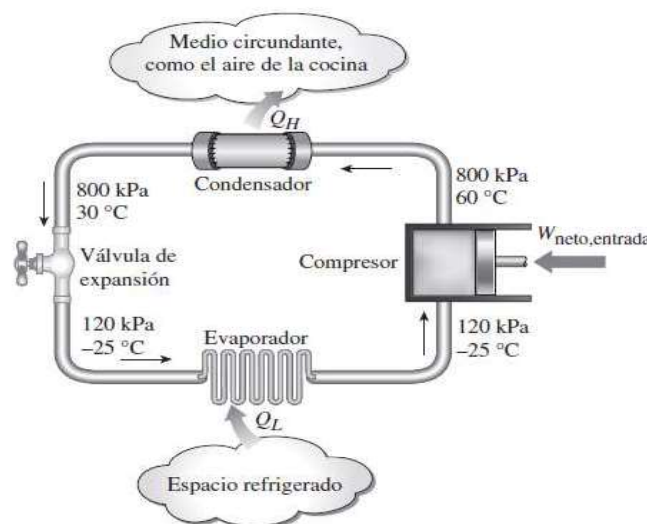 Medio circundante,
como el aire de la cocina
Q_H
Condensador
800 kPa
30 °C
800 kPa
60 °C
Válvula de
expansión
Compresor
W_neto,entrada
120 kPa
–25 °C
Evaporador
120 kPa
–25 °C
Q_L
Espacio refrigerado